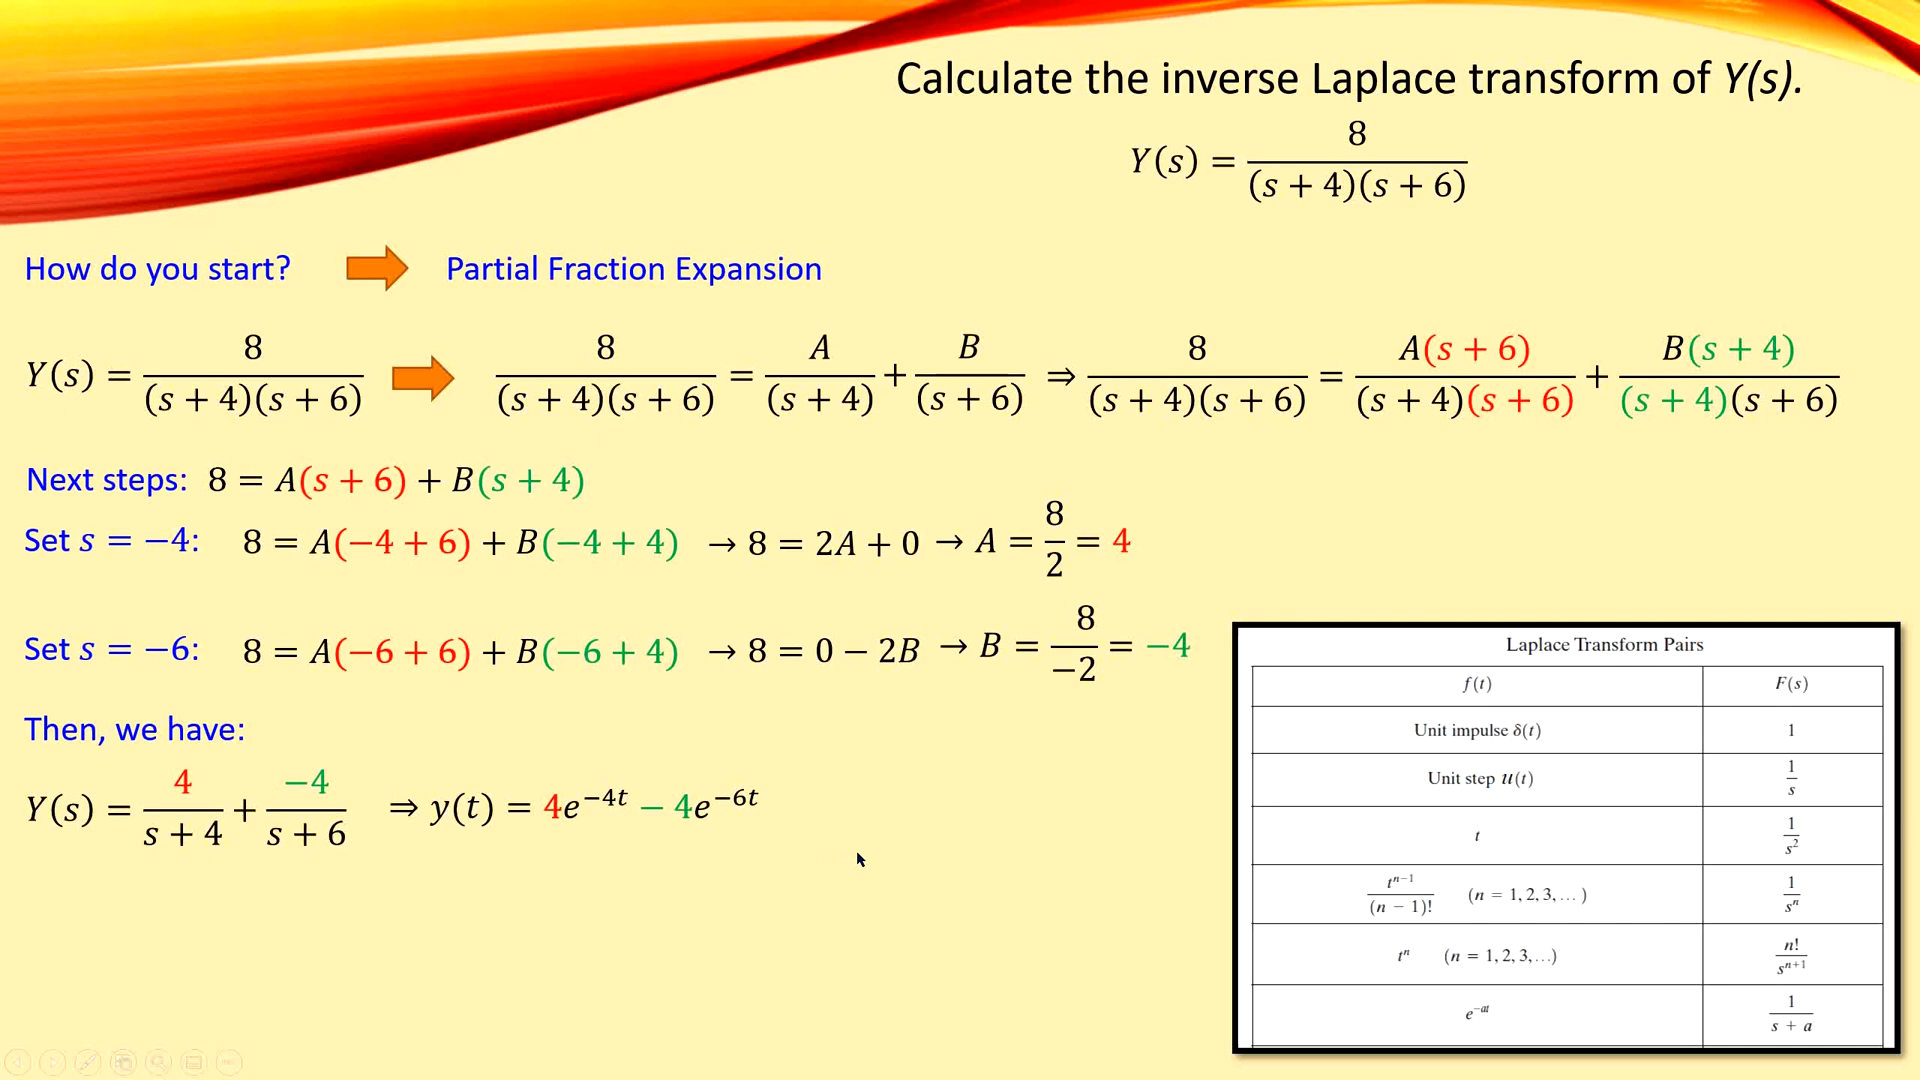 Calculate the inverse Laplace transform of Y(s).
Y(s) = 8 / (s + 4)(s + 6)
How do you start? Partial Fraction Expansion
Y(s) = 8 / (s + 4)(s + 6) 8 / (s + 4)(s + 6) = A / (s + 4) + B / (s + 6) ⇒ 8 / (s + 4)(s + 6) = A(s + 6) / (s + 4)(s + 6) + B(s + 4) / (s + 4)(s + 6)
Next steps: 8 = A(s + 6) + B(s + 4)
Set s = −4: 8 = A(−4 + 6) + B(−4 + 4) → 8 = 2A + 0 → A = 8 / 2 = 4
Set s = −6: 8 = A(−6 + 6) + B(−6 + 4) → 8 = 0 − 2B → B = 8 / −2 = −4
Then, we have:
Y(s) = 4 / s + 4 + −4 / s + 6 ⇒ y(t) = 4e^{−4t} − 4e^{−6t}
Laplace Transform Pairs
f(t) F(s)
Unit impulse δ(t) 1
Unit step u(t) 1 / s
t 1 / s^2
t^{n−1} / (n − 1)! (n = 1, 2, 3, … ) 1 / s^n
t^n (n = 1, 2, 3, …) n! / s^{n+1}
e^{−at} 1 / s + a